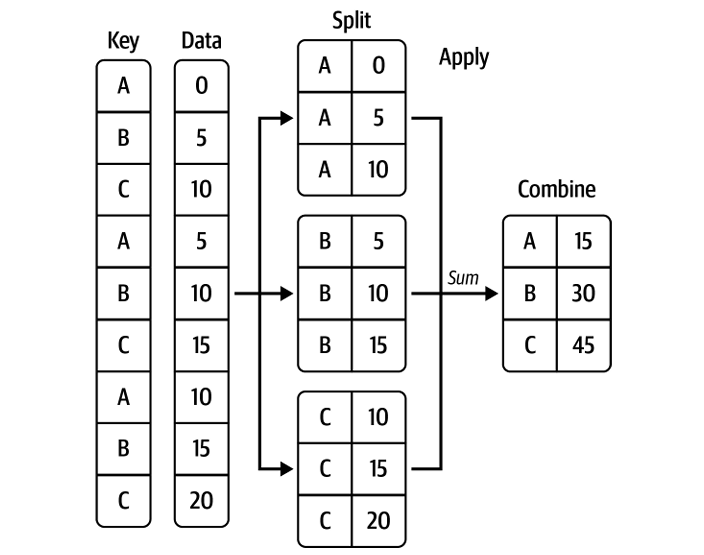 Key
A
B
C
A
B
C
A
B
C
Data
0
5
10
5
10
15
10
15
20
Split
A 0
A 5
A 10
B 5
B 10
B 15
C 10
C 15
C 20
Apply
Sum
Combine
A 15
B 30
C 45